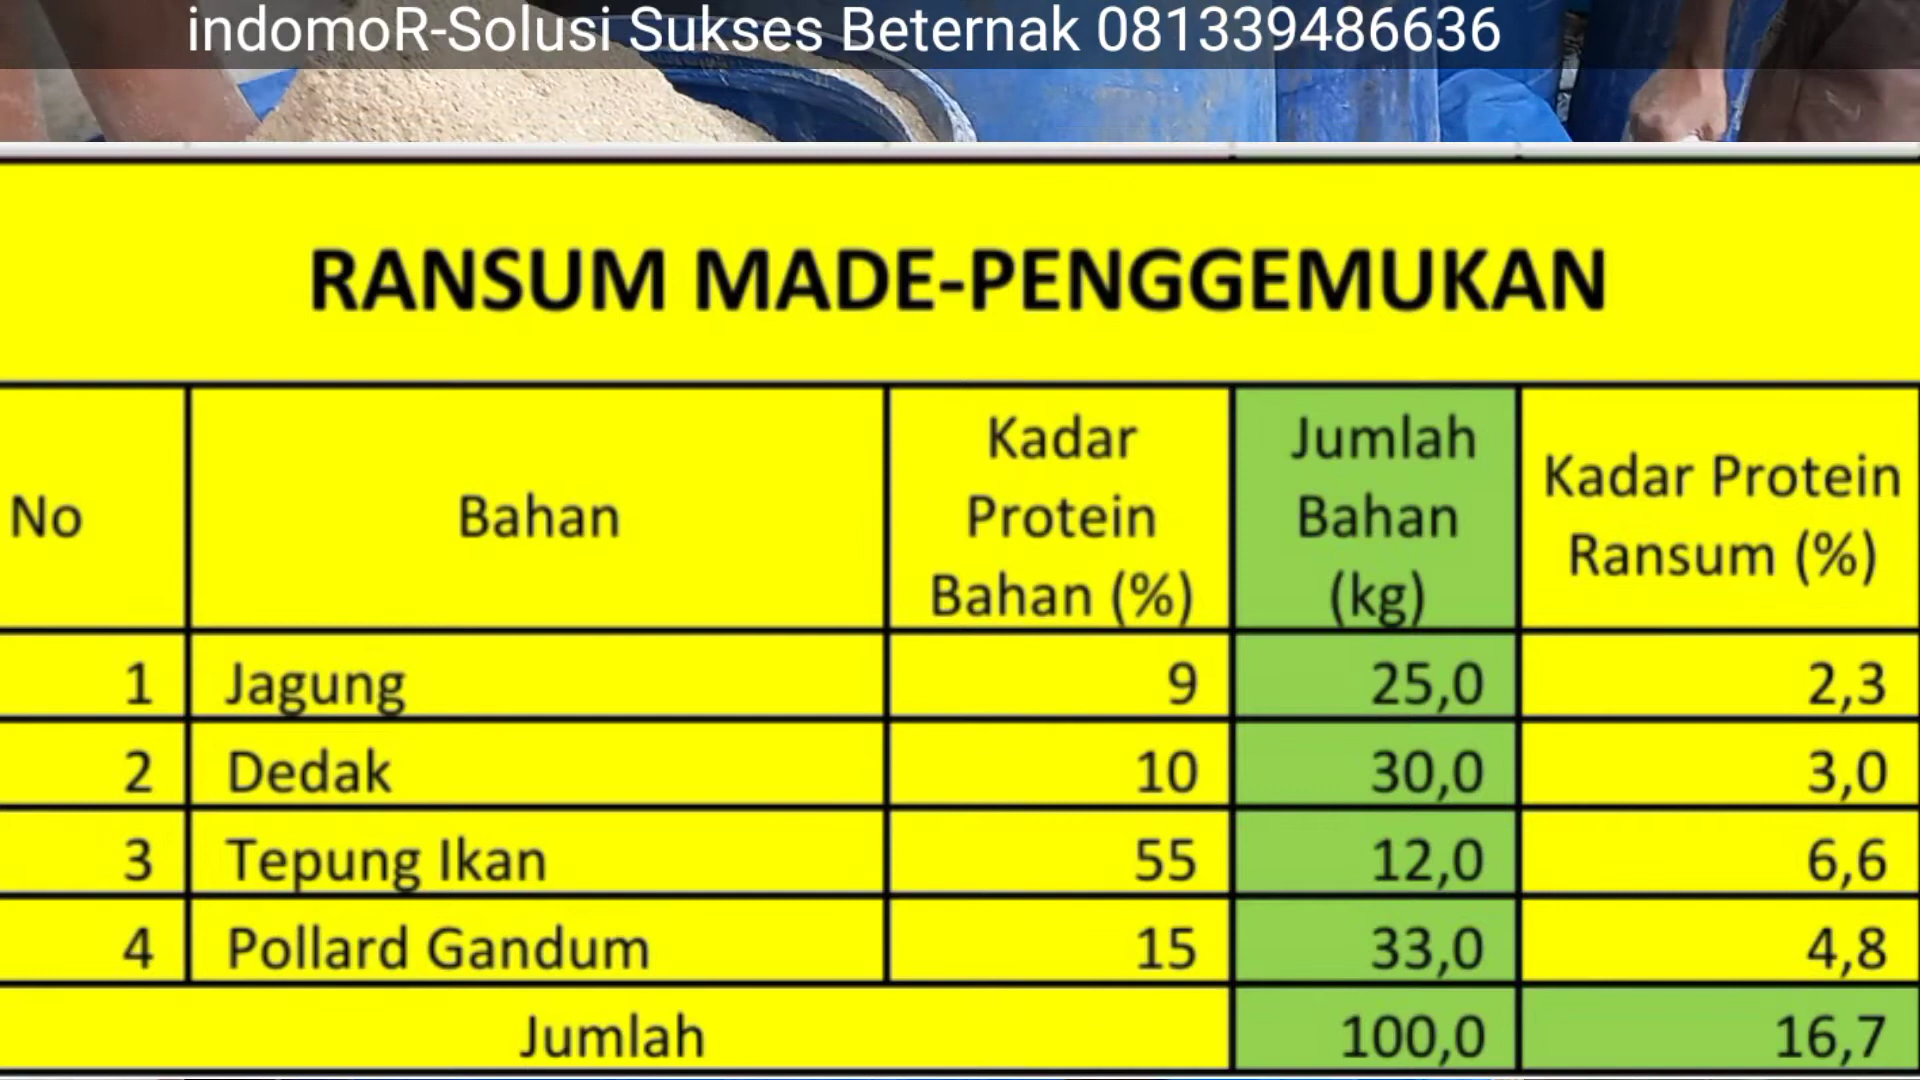 indomoR-Solusi Sukses Beternak 081339486636
RANSUM MADE-PENGGEMUKAN
No
Bahan
Kadar
Protein
Bahan (%)
Jumlah
Bahan
(kg)
Kadar Protein
Ransum (%)
1 Jagung 9 25,0 2,3
2 Dedak 10 30,0 3,0
3 Tepung Ikan 55 12,0 6,6
4 Pollard Gandum 15 33,0 4,8
Jumlah 100,0 16,7